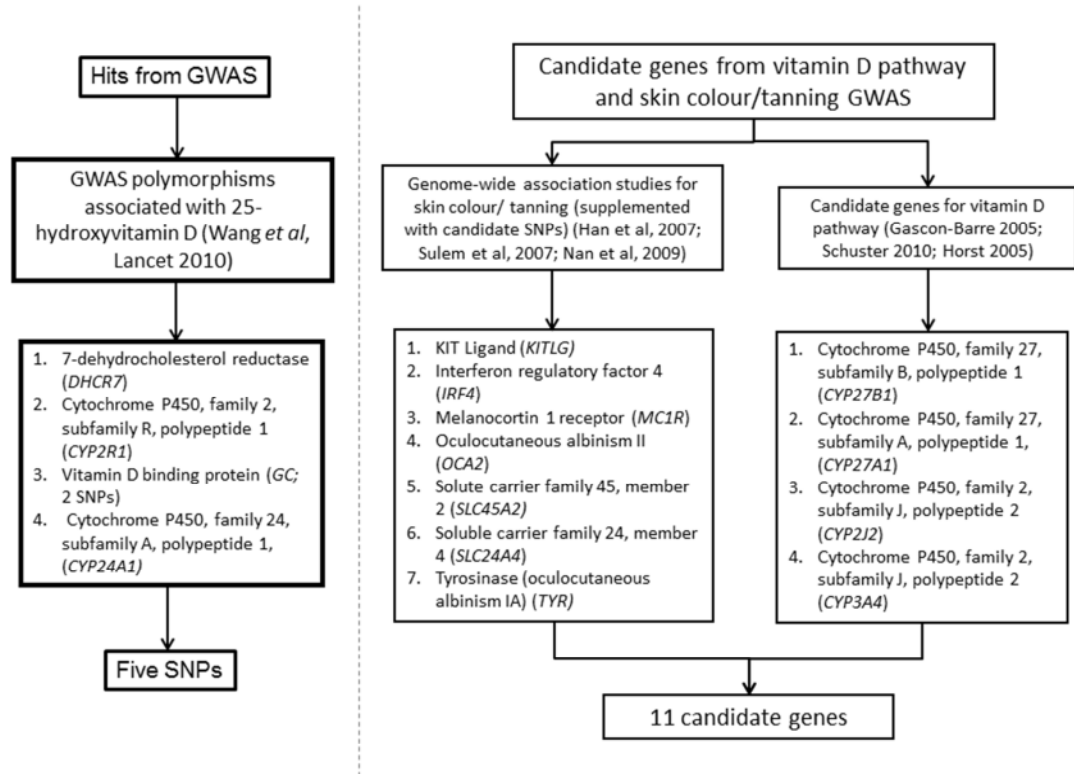 Hits from GWAS
GWAS polymorphisms
associated with 25-
hydroxyvitamin D (Wang et al,
Lancet 2010)
1. 7-dehydrocholesterol reductase
(DHCR7)
2. Cytochrome P450, family 2,
subfamily R, polypeptide 1
(CYP2R1)
3. Vitamin D binding protein (GC;
2 SNPs)
4. Cytochrome P450, family 24,
subfamily A, polypeptide 1,
(CYP24A1)
Five SNPs
Candidate genes from vitamin D pathway
and skin colour/tanning GWAS
Genome-wide association studies for
skin colour/ tanning (supplemented
with candidate SNPs) (Han et al, 2007;
Sulem et al, 2007; Nan et al, 2009)
1. KIT Ligand (KITLG)
2. Interferon regulatory factor 4
(IRF4)
3. Melanocortin 1 receptor (MC1R)
4. Oculocutaneous albinism II
(OCA2)
5. Solute carrier family 45, member
2 (SLC45A2)
6. Soluble carrier family 24, member
4 (SLC24A4)
7. Tyrosinase (oculocutaneous
albinism IA) (TYR)
Candidate genes for vitamin D
pathway (Gascon-Barre 2005;
Schuster 2010; Horst 2005)
1. Cytochrome P450, family 27,
subfamily B, polypeptide 1
(CYP27B1)
2. Cytochrome P450, family 27,
subfamily A, polypeptide 1,
(CYP27A1)
3. Cytochrome P450, family 2,
subfamily J, polypeptide 2
(CYP2J2)
4. Cytochrome P450, family 2,
subfamily J, polypeptide 2
(CYP3A4)
11 candidate genes